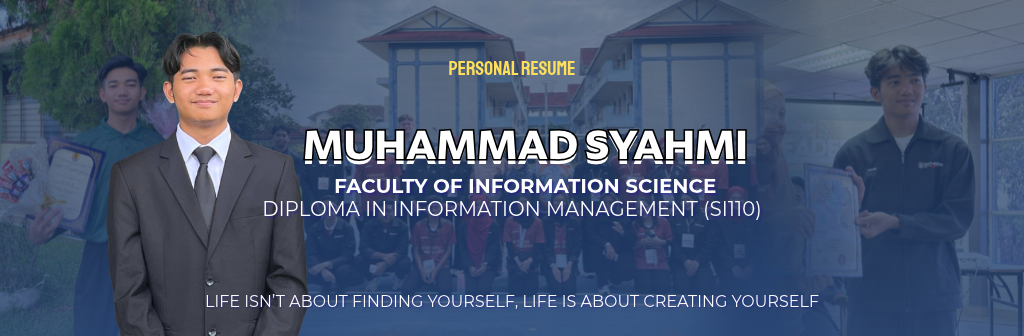 PERSONAL RESUME
MUHAMMAD SYAHMI
FACULTY OF INFORMATION SCIENCE
DIPLOMA IN INFORMATION MANAGEMENT (SI110)
LIFE ISN'T ABOUT FINDING YOURSELF, LIFE IS ABOUT CREATING YOURSELF